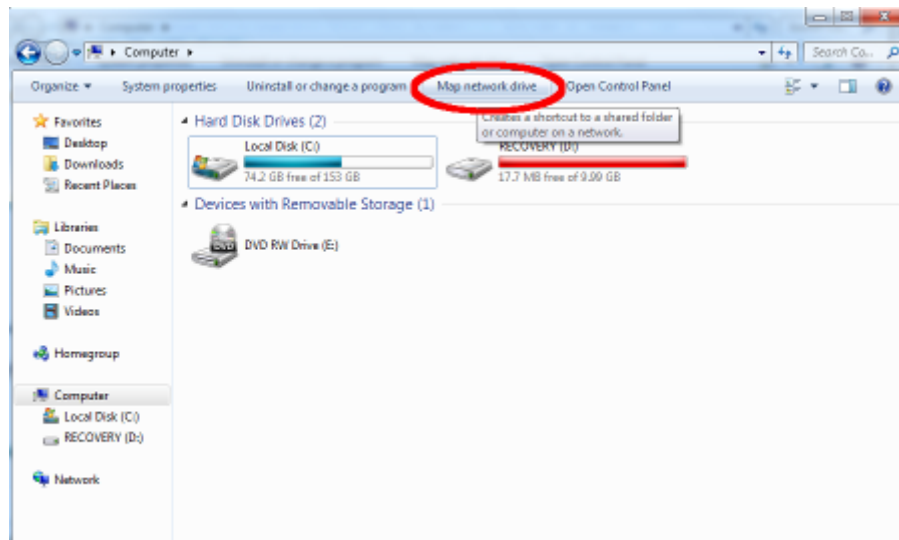 Computer
Search Co...
Organize
System properties
Uninstall or change a program
Map network drive
Open Control Panel
Creates a shortcut to a shared folder
or computer on a network.
Favorites
Desktop
Downloads
Recent Places
Libraries
Documents
Music
Pictures
Videos
Homegroup
Computer
Local Disk (C:)
RECOVERY (D:)
Network
Hard Disk Drives (2)
Local Disk (C:)
74.2 GB free of 153 GB
RECOVERY (D:)
17.7 MB free of 9.99 GB
Devices with Removable Storage (1)
DVD
DVD RW Drive (E:)